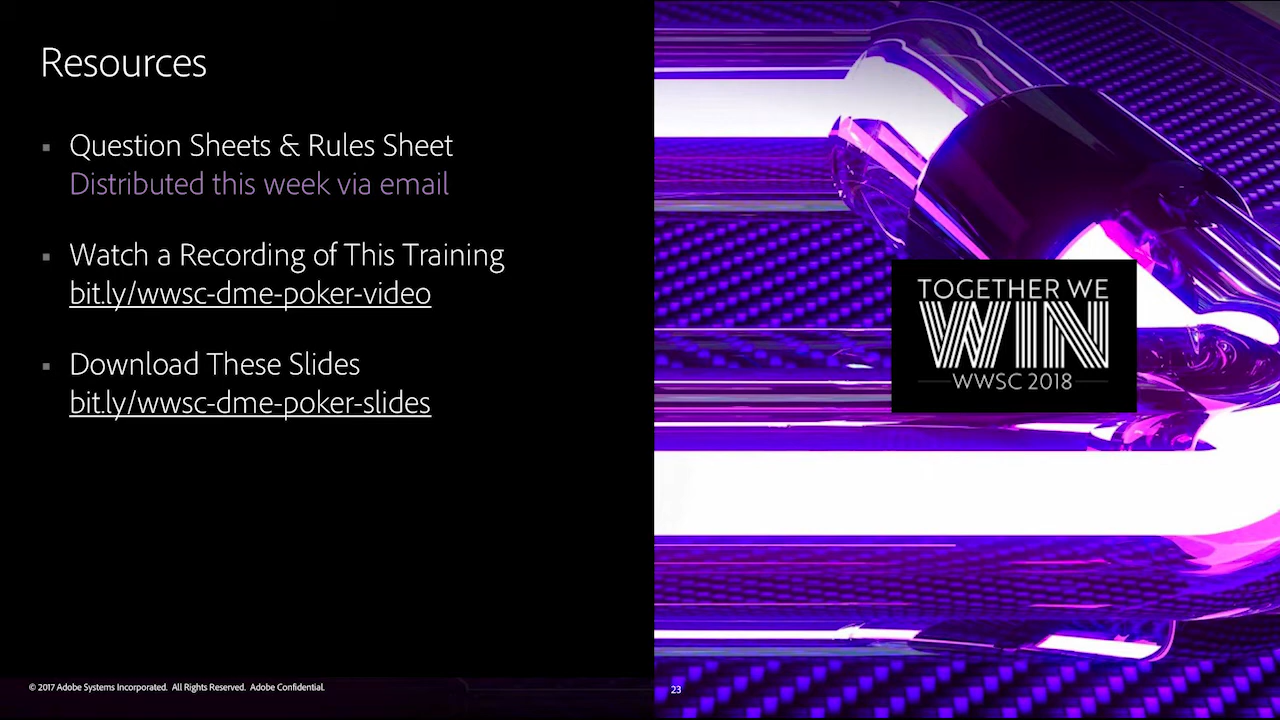 Resources
▪ Question Sheets & Rules Sheet
Distributed this week via email
▪ Watch a Recording of This Training
bit.ly/wwsc-dme-poker-video
▪ Download These Slides
bit.ly/wwsc-dme-poker-slides
TOGETHER WE
WIN
WWSC 2018
© 2017 Adobe Systems Incorporated. All Rights Reserved. Adobe Confidential.
23